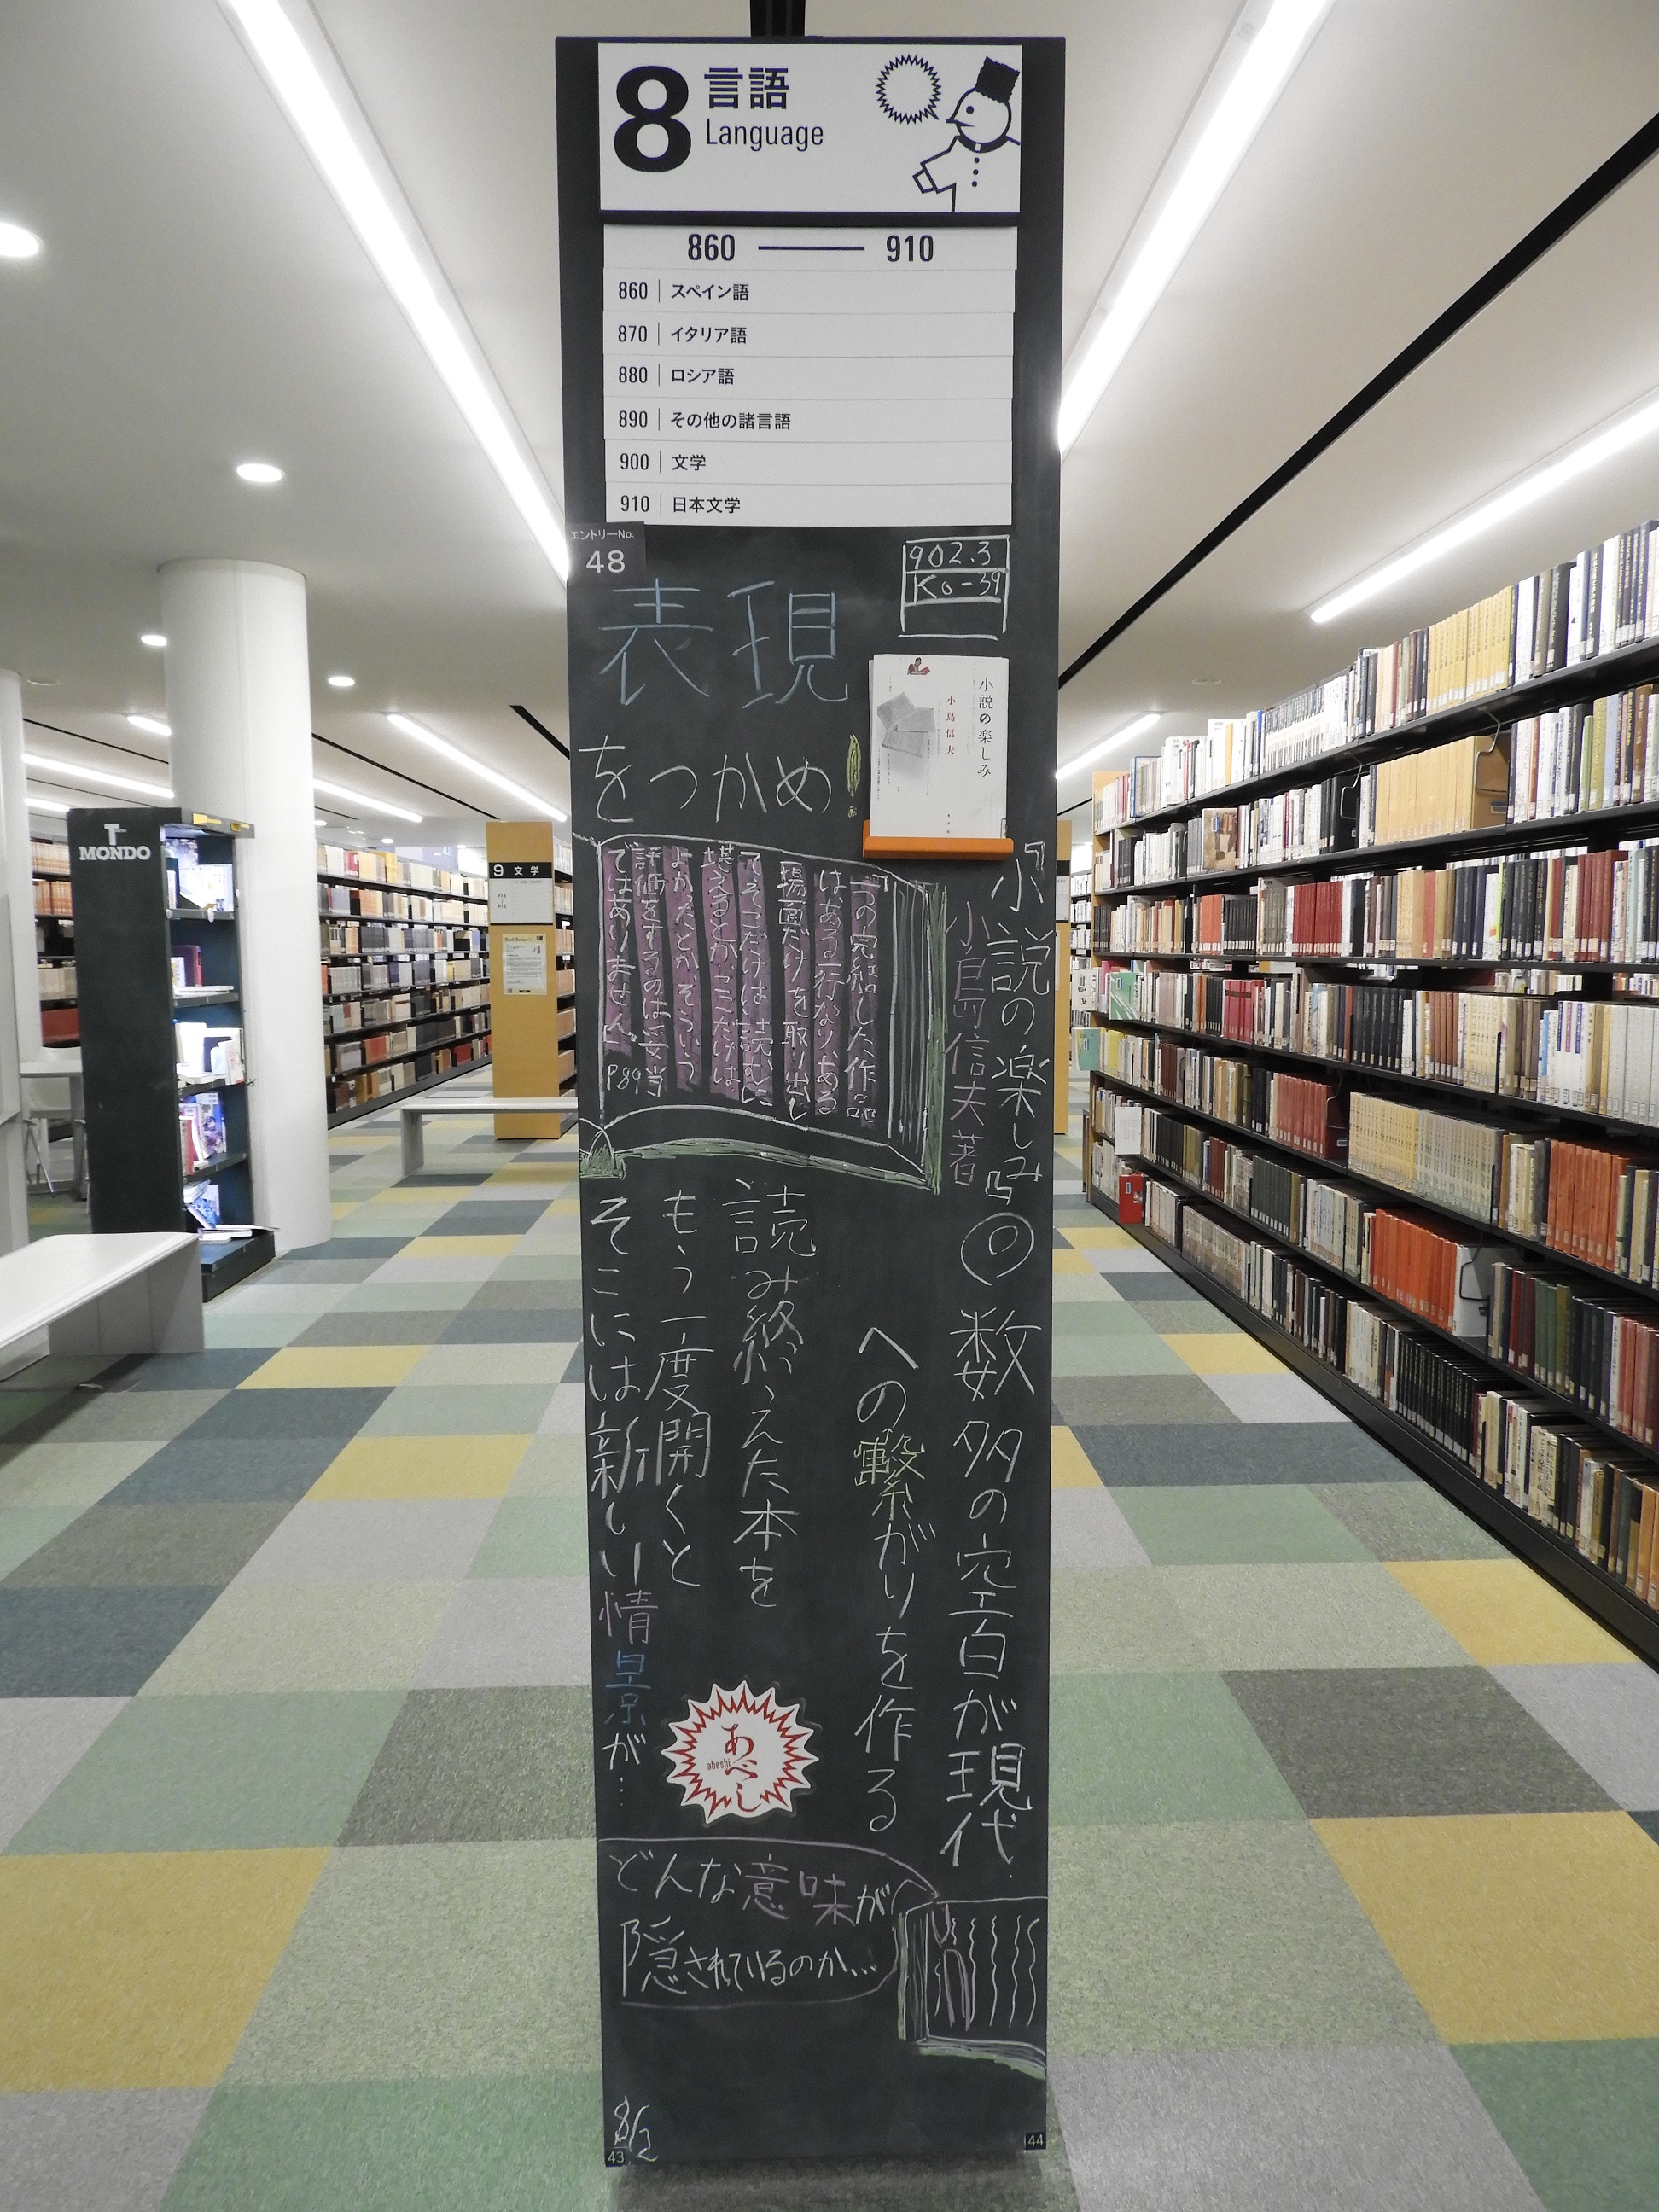 8 言語
Language
860 — 910
860 スペイン語
870 イタリア語
880 ロシア語
890 その他の諸言語
900 文学
910 日本文学
エントリーNo.
48
902.3
Ko-39
表現
をつかめ
小説の楽しみ
小島信夫
『小説の楽しみ』
小島信夫 著
「一つの完結した作品
はある行なり、ある
場面だけを取り出し
てそこだけは読むに
堪えるとか、ここだけは
よかったとか、そういう
評価をするのは妥当
ではありません」
P89
数多の空白が現代
への繋がりを作る
読み終えた本を
もう一度開くと
そこには新しい情景が…
あべし
abeshi
どんな意味が
隠されているのか…
43
44
T
MONDO
9 文学